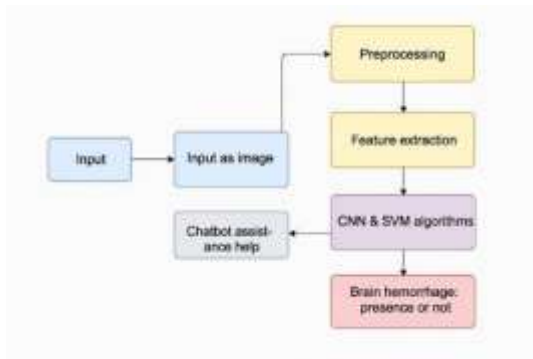 Preprocessing
Feature extraction
Input
Input as image
CNN & SVM algorithms
Chatbot assist-
ance help
Brain hemorrhage:
presence or not